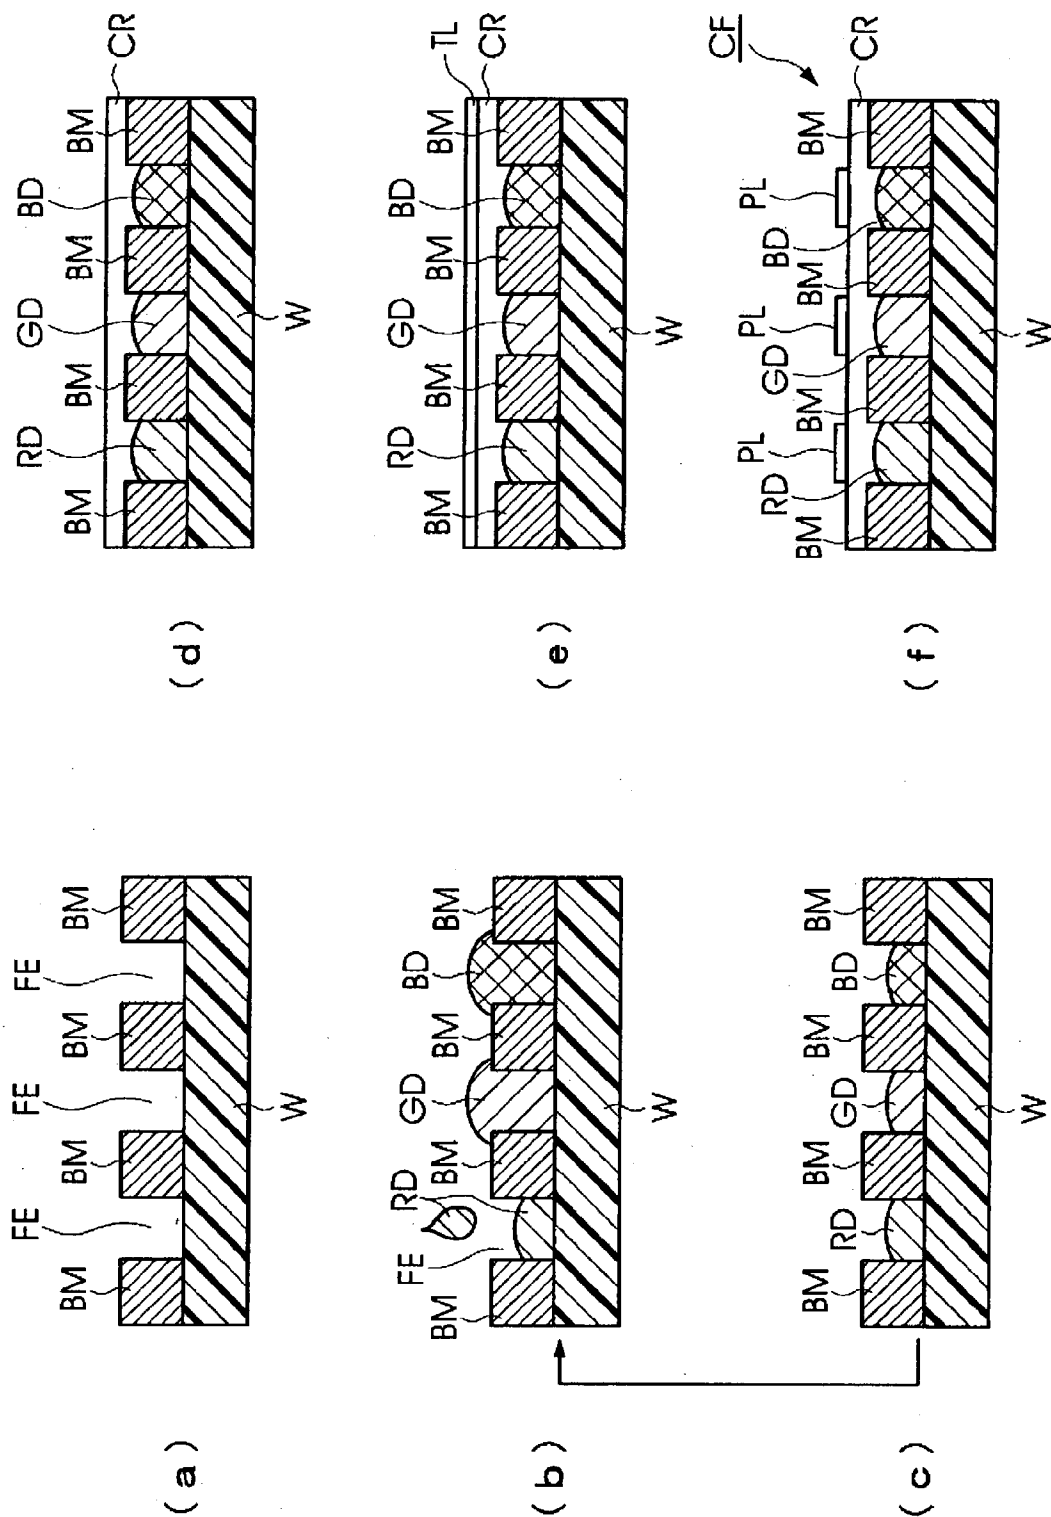 (a)
FE FE FE
BM BM BM BM
W
(b)
FE RD GD BD
BM BM BM BM
W
(c)
BM BM BM BM
RD GD BD
W
(d)
RD GD BD
BM BM BM BM CR
W
(e)
RD GD BD
BM BM BM BM TL
CR
W
(f)
CF
PL PL PL
BM RD BM GD BM BD BM CR
W